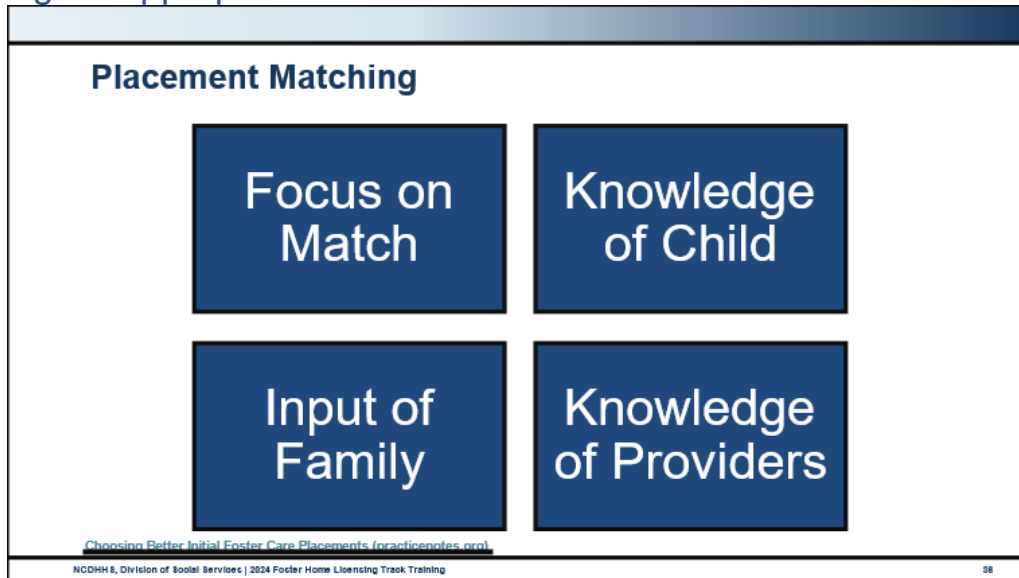 Placement Matching
Focus on
Match
Knowledge
of Child
Input of
Family
Knowledge
of Providers
Choosing Better Initial Foster Care Placements (practicenotes.org)
NCDHHS, Division of Social Services | 2024 Foster Home Licensing Track Training
36